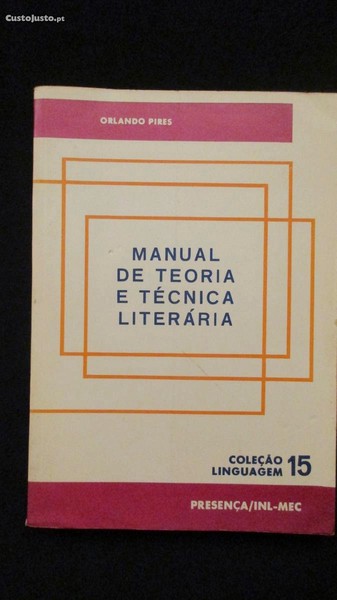 CustoJusto.pt
ORLANDO PIRES
MANUAL
DE TEORIA
E TÉCNICA
LITERÁRIA
COLEÇÃO
LINGUAGEM 15
PRESENÇA/INL-MEC